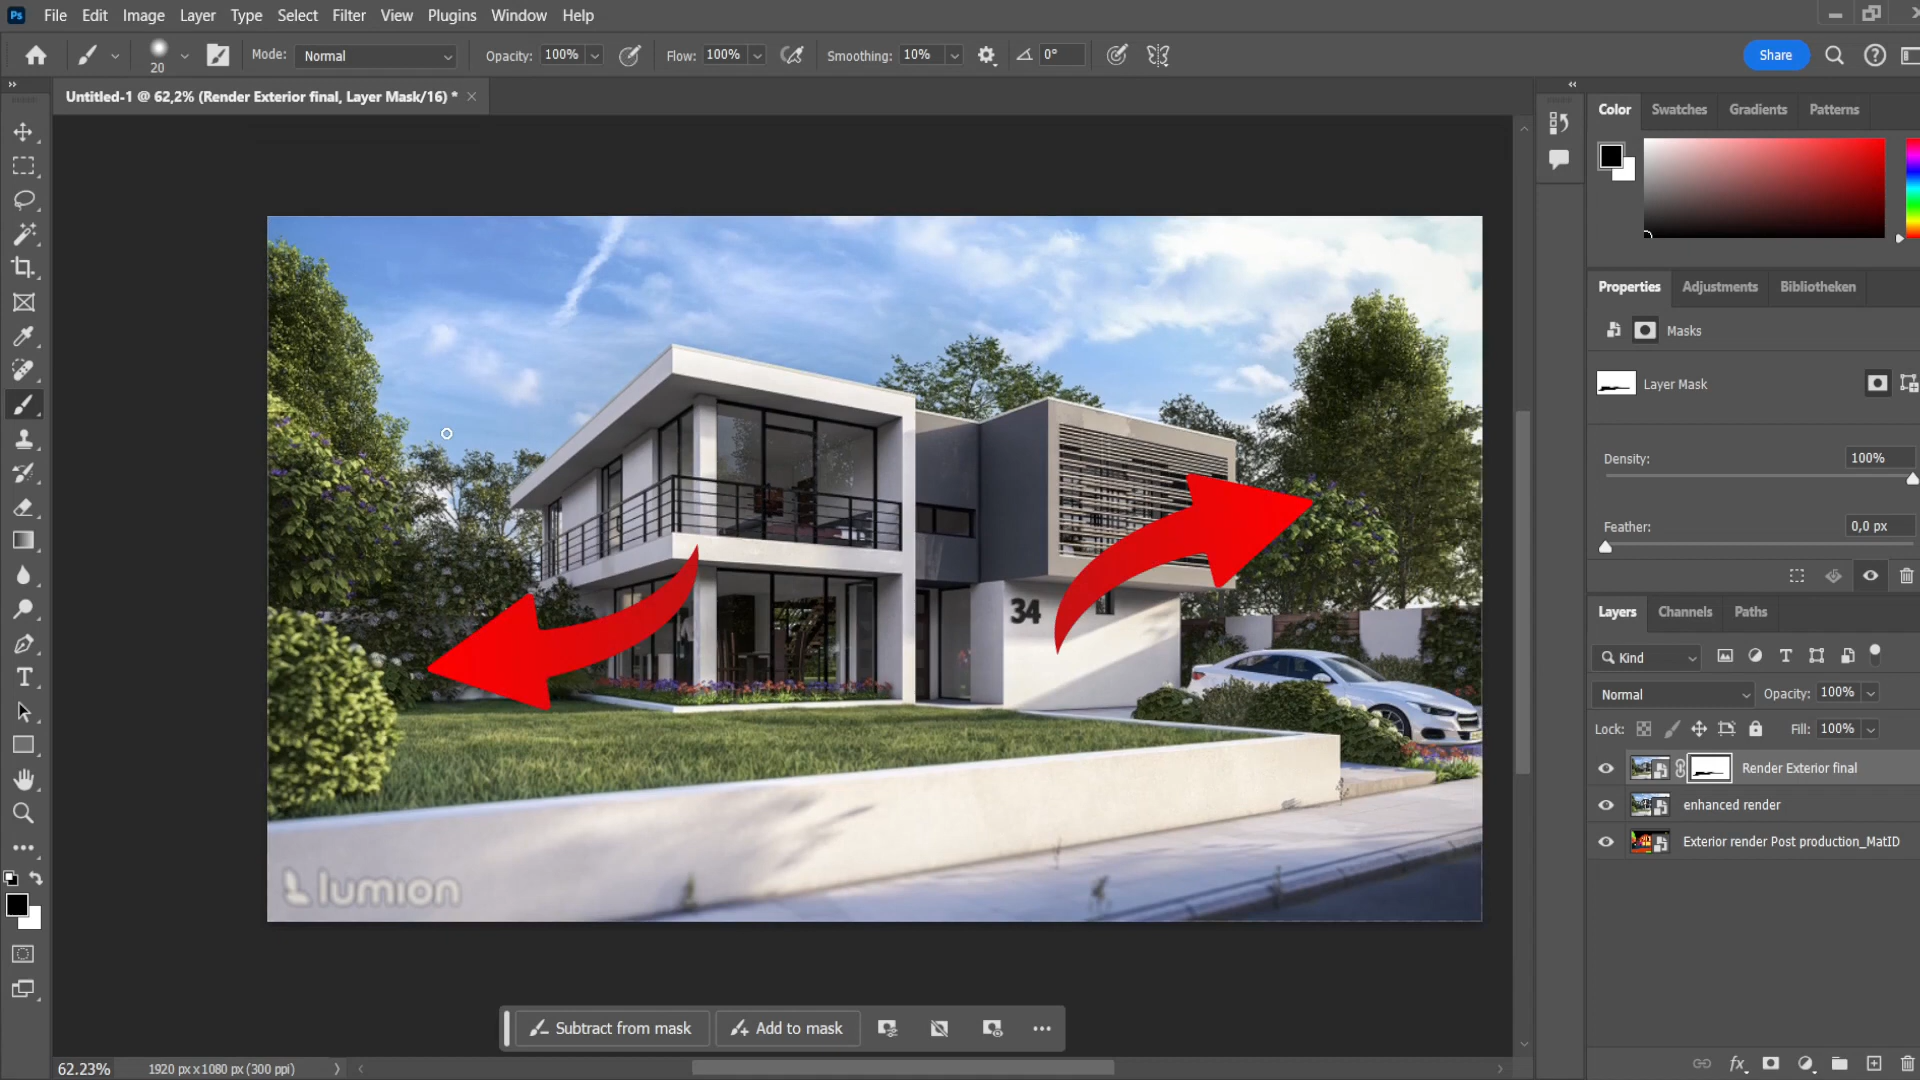 Ps File Edit Image Layer Type Select Filter View Plugins Window Help
20 Mode: Normal Opacity: 100% Flow: 100% Smoothing: 10% 0° Share
Untitled-1 @ 62,2% (Render Exterior final, Layer Mask/16) *
Color Swatches Gradients Patterns
Properties Adjustments Bibliotheken
Masks
Layer Mask
Density: 100%
Feather: 0,0 px
Layers Channels Paths
Kind
Normal Opacity: 100%
Lock: Fill: 100%
Render Exterior final
enhanced render
Exterior render Post production_MatID
34
lumion
Subtract from mask Add to mask
62.23% 1920 px x 1080 px (300 ppi)
fx